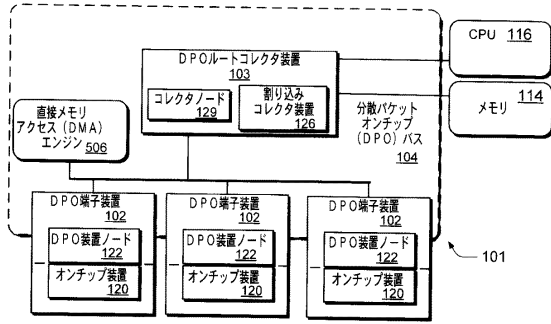 DPOルートコレクタ装置
103
コレクタノード
129
割り込み
コレクタ装置
126
CPU 116
メモリ 114
直接メモリ
アクセス(DMA)
エンジン
506
分散パケット
オンチップ
(DPO)バス
104
DPO端子装置
102
DPO装置ノード
122
オンチップ装置
120
DPO端子装置
102
DPO装置ノード
122
オンチップ装置
120
DPO端子装置
102
DPO装置ノード
122
オンチップ装置
120
101